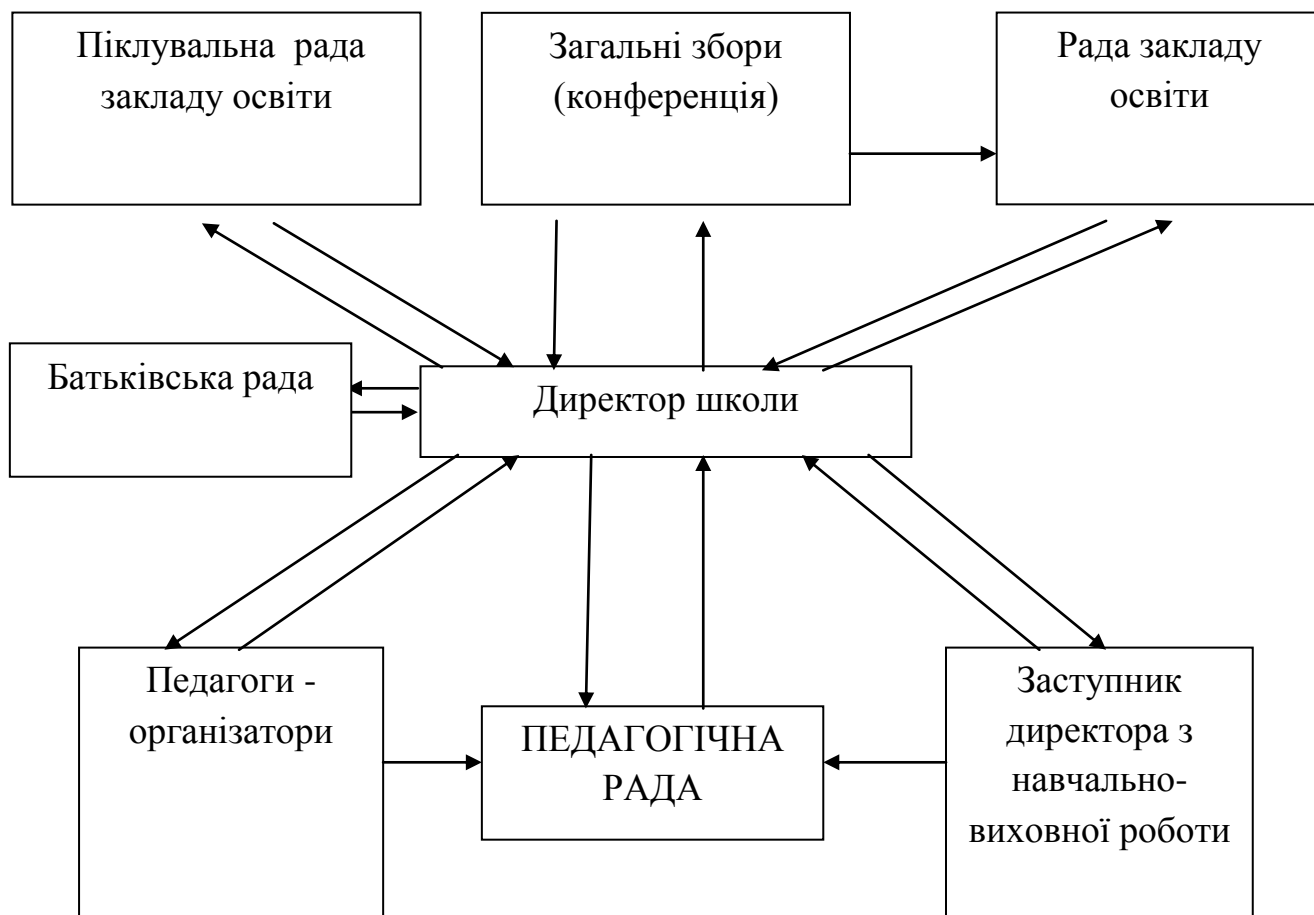 Піклувальна рада
закладу освіти
Загальні збори
(конференція)
Рада закладу
освіти
Батьківська рада
Директор школи
Педагоги -
організатори
ПЕДАГОГІЧНА
РАДА
Заступник
директора з
навчально-
виховної роботи